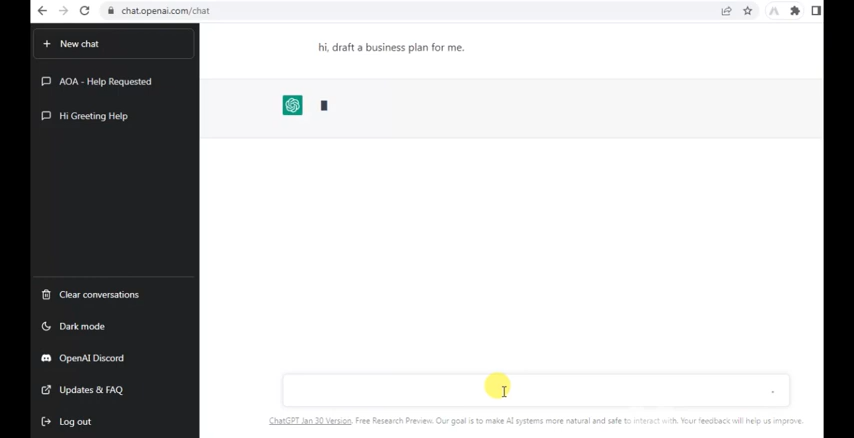 chat.openai.com/chat
New chat
hi, draft a business plan for me.
AOA - Help Requested
Hi Greeting Help
Clear conversations
Dark mode
OpenAI Discord
Updates & FAQ
Log out
ChatGPT Jan 30 Version. Free Research Preview. Our goal is to make AI systems more natural and safe to interact with. Your feedback will help us improve.